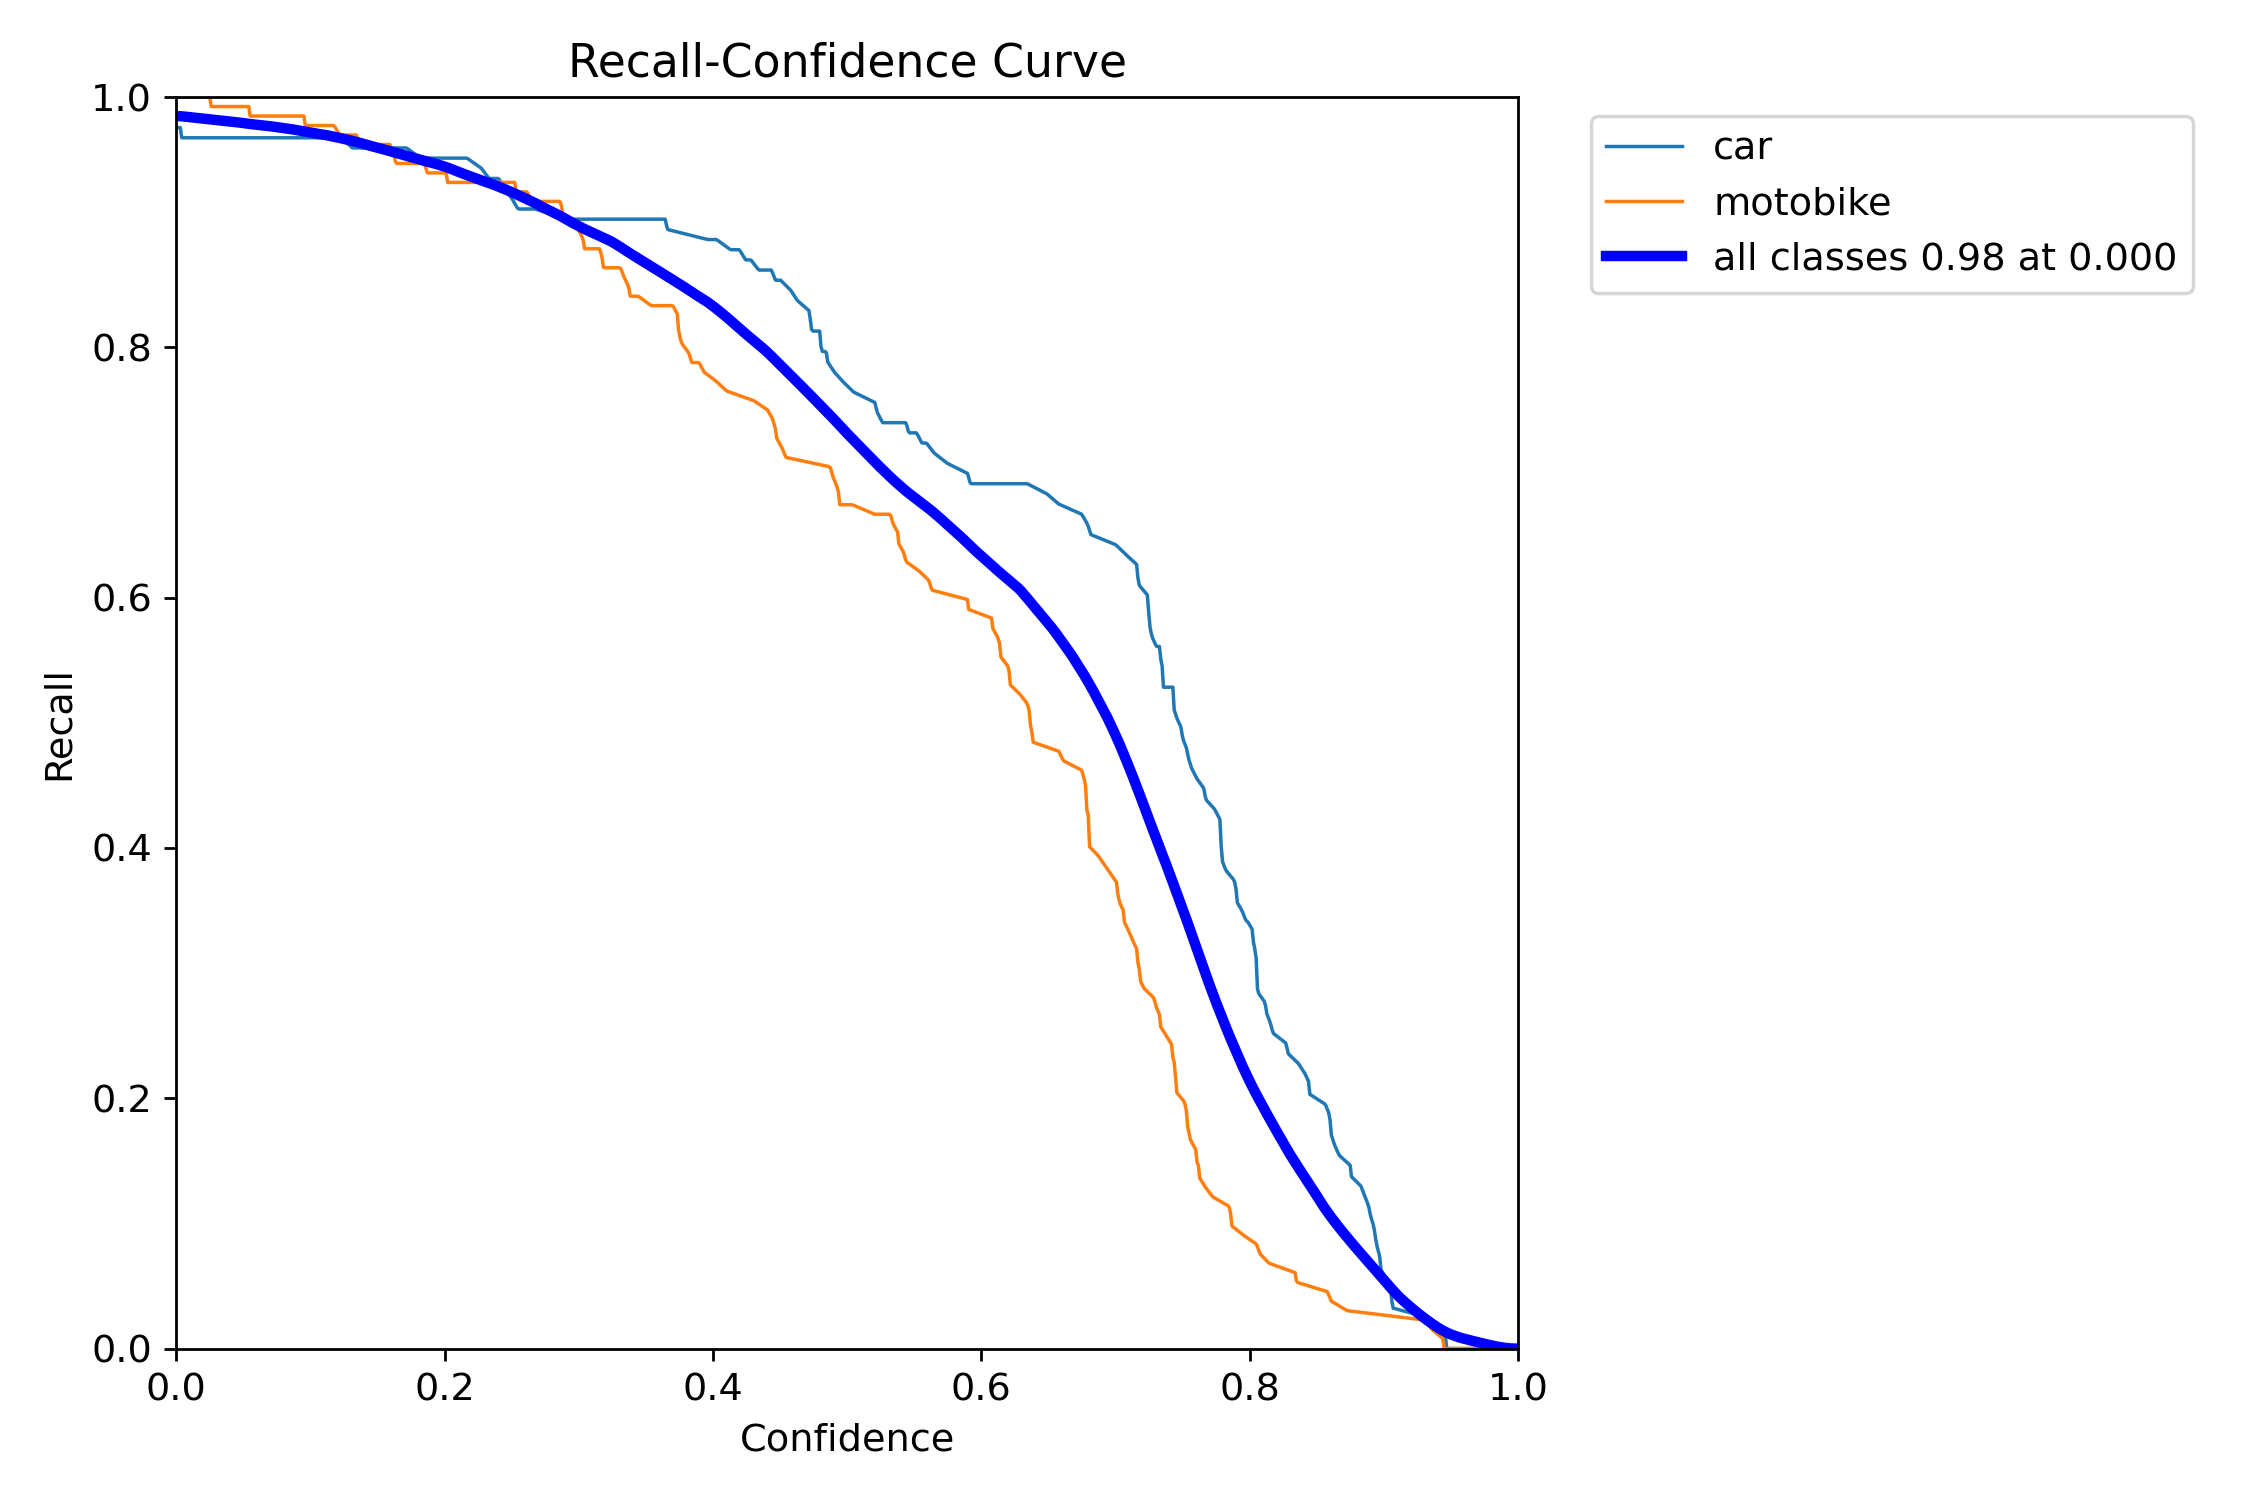 Recall-Confidence Curve
car
motobike
all classes 0.98 at 0.000
1.0
0.8
0.6
0.4
0.2
0.0
Recall
0.0 0.2 0.4 0.6 0.8 1.0
Confidence